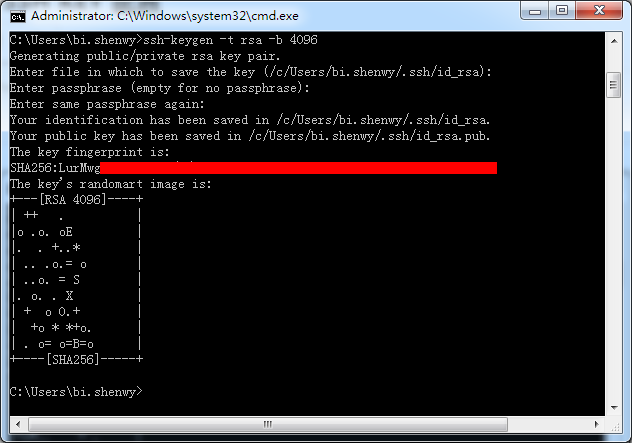 Administrator: C:\Windows\system32\cmd.exe
C:\Users\bi.shenwy>ssh-keygen -t rsa -b 4096
Generating public/private rsa key pair.
Enter file in which to save the key (/c/Users/bi.shenwy/.ssh/id_rsa):
Enter passphrase (empty for no passphrase):
Enter same passphrase again:
Your identification has been saved in /c/Users/bi.shenwy/.ssh/id_rsa.
Your public key has been saved in /c/Users/bi.shenwy/.ssh/id_rsa.pub.
The key fingerprint is:
SHA256:LurMwg
The key's randomart image is:
+---[RSA 4096]----+
| ++   .          |
|o .o. oE         |
|.  . +..*        |
| .. .o.= o       |
| ..o. = S        |
|. o. . X         |
| +  o O.+        |
|  +o * *+o.      |
| . o= o=B=o      |
+----[SHA256]-----+
C:\Users\bi.shenwy>